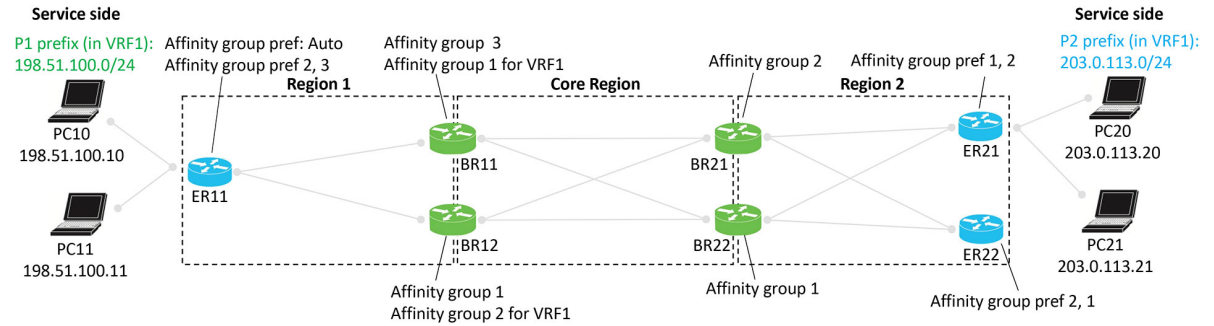 Service side
Service side
P1 prefix (in VRF1):
198.51.100.0/24
Affinity group pref: Auto
Affinity group pref 2, 3
Affinity group 3
Affinity group 1 for VRF1
Affinity group 2
Affinity group pref 1, 2
P2 prefix (in VRF1):
203.0.113.0/24
Region 1
Core Region
Region 2
PC10
198.51.100.10
BR11
BR21
ER21
PC20
203.0.113.20
ER11
PC11
198.51.100.11
BR12
BR22
ER22
PC21
203.0.113.21
Affinity group 1
Affinity group 2 for VRF1
Affinity group 1
Affinity group pref 2, 1